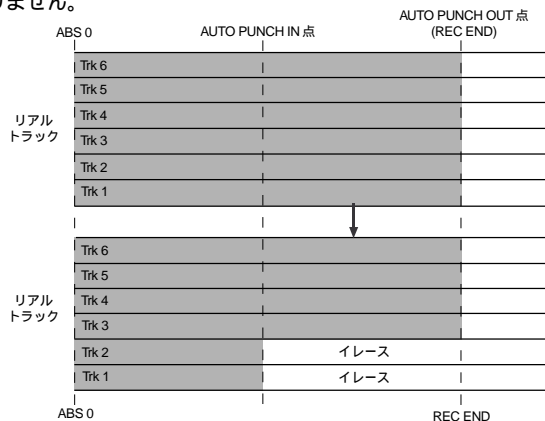 りません。
ABS 0 AUTO PUNCH IN 点 AUTO PUNCH OUT 点
(REC END)
Trk 6
Trk 5
Trk 4
リアル
トラック
Trk 3
Trk 2
Trk 1
Trk 6
Trk 5
Trk 4
リアル
トラック
Trk 3
Trk 2 イレース
Trk 1 イレース
ABS 0 REC END